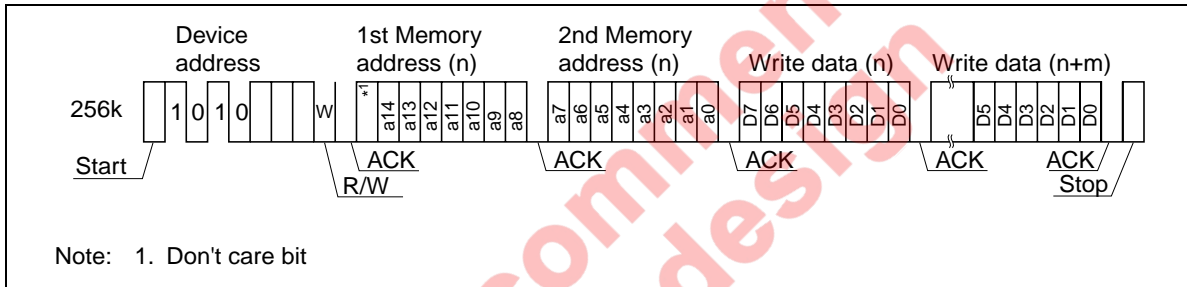 Device address
1st Memory address (n)
2nd Memory address (n)
Write data (n)
Write data (n+m)
256k
1 0 1 0 W *1 a14 a13 a12 a11 a10 a9 a8 a7 a6 a5 a4 a3 a2 a1 a0 D7 D6 D5 D4 D3 D2 D1 D0 D5 D4 D3 D2 D1 D0
Start
R/W
ACK
ACK
ACK
ACK
ACK
Stop
Note: 1. Don't care bit
design